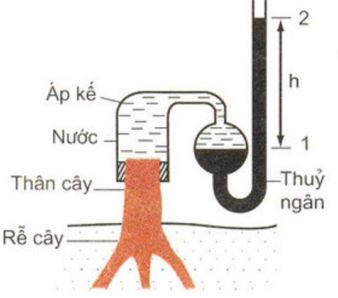 2
h
1
Áp kế
Nước
Thân cây
Rễ cây
Thuỷ
ngân